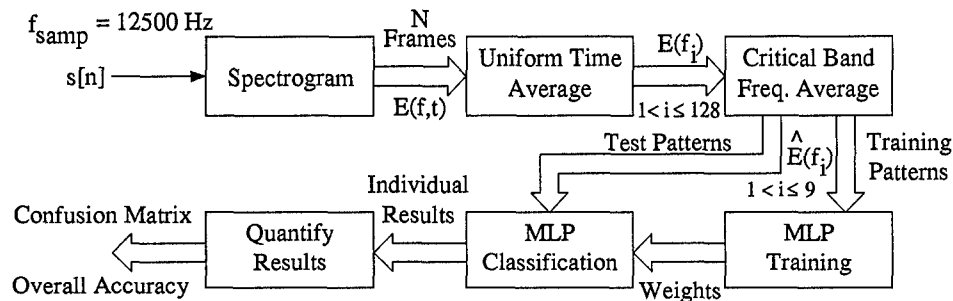 f_samp = 12500 Hz
s[n]
Spectrogram
N
Frames
E(f,t)
Uniform Time
Average
E(f_i)
1< i ≤ 128
Critical Band
Freq. Average
Test Patterns
^
E(f_i)
1 < i ≤ 9
Training
Patterns
Confusion Matrix
Overall Accuracy
Quantify
Results
Individual
Results
MLP
Classification
Weights
MLP
Training